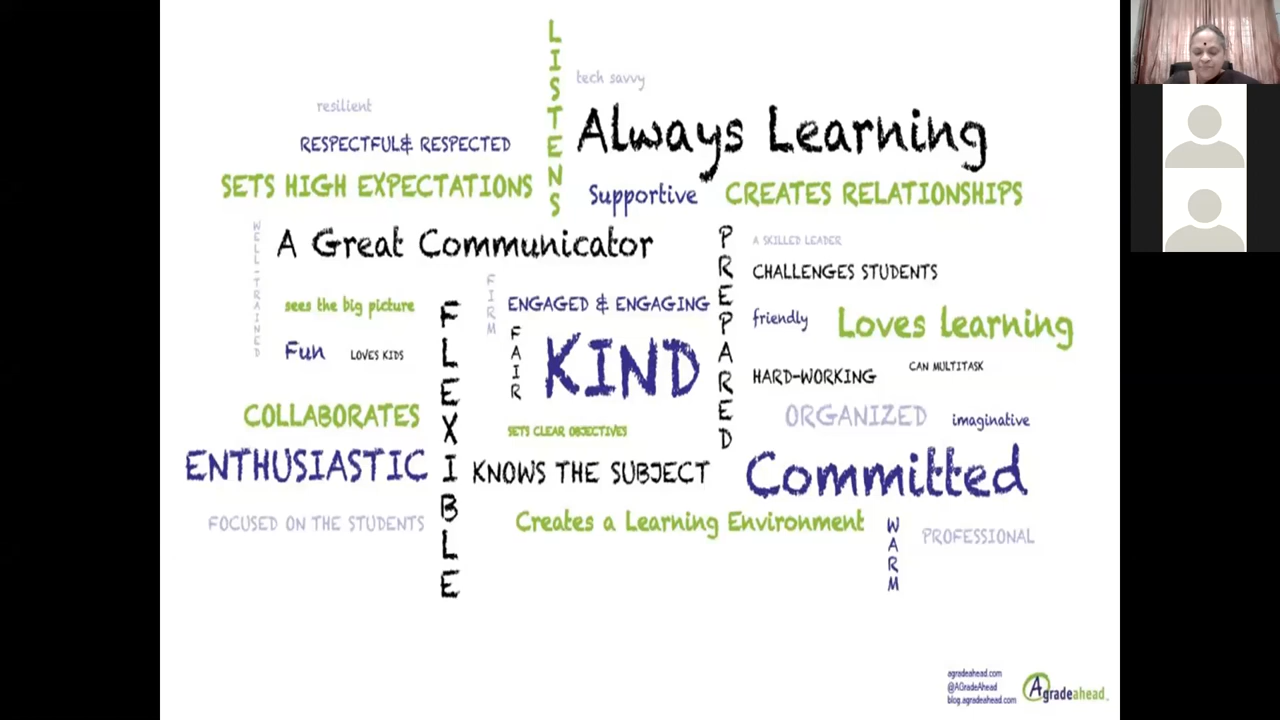 LISTENS
tech savvy
resilient
Always Learning
RESPECTFUL& RESPECTED
SETS HIGH EXPECTATIONS
Supportive
CREATES RELATIONSHIPS
WELL-TRAINED
A Great Communicator
PREPARED
A SKILLED LEADER
CHALLENGES STUDENTS
sees the big picture
FIRM
ENGAGED & ENGAGING
friendly
Loves learning
FLEXIBLE
FAIR
KIND
Fun
LOVES KIDS
CAN MULTITASK
HARD-WORKING
COLLABORATES
ORGANIZED
imaginative
SETS CLEAR OBJECTIVES
ENTHUSIASTIC
KNOWS THE SUBJECT
Committed
FOCUSED ON THE STUDENTS
Creates a Learning Environment
WARM
PROFESSIONAL
agradeahead.com
@AGradeAhead
blog.agradeahead.com
Agradeahead